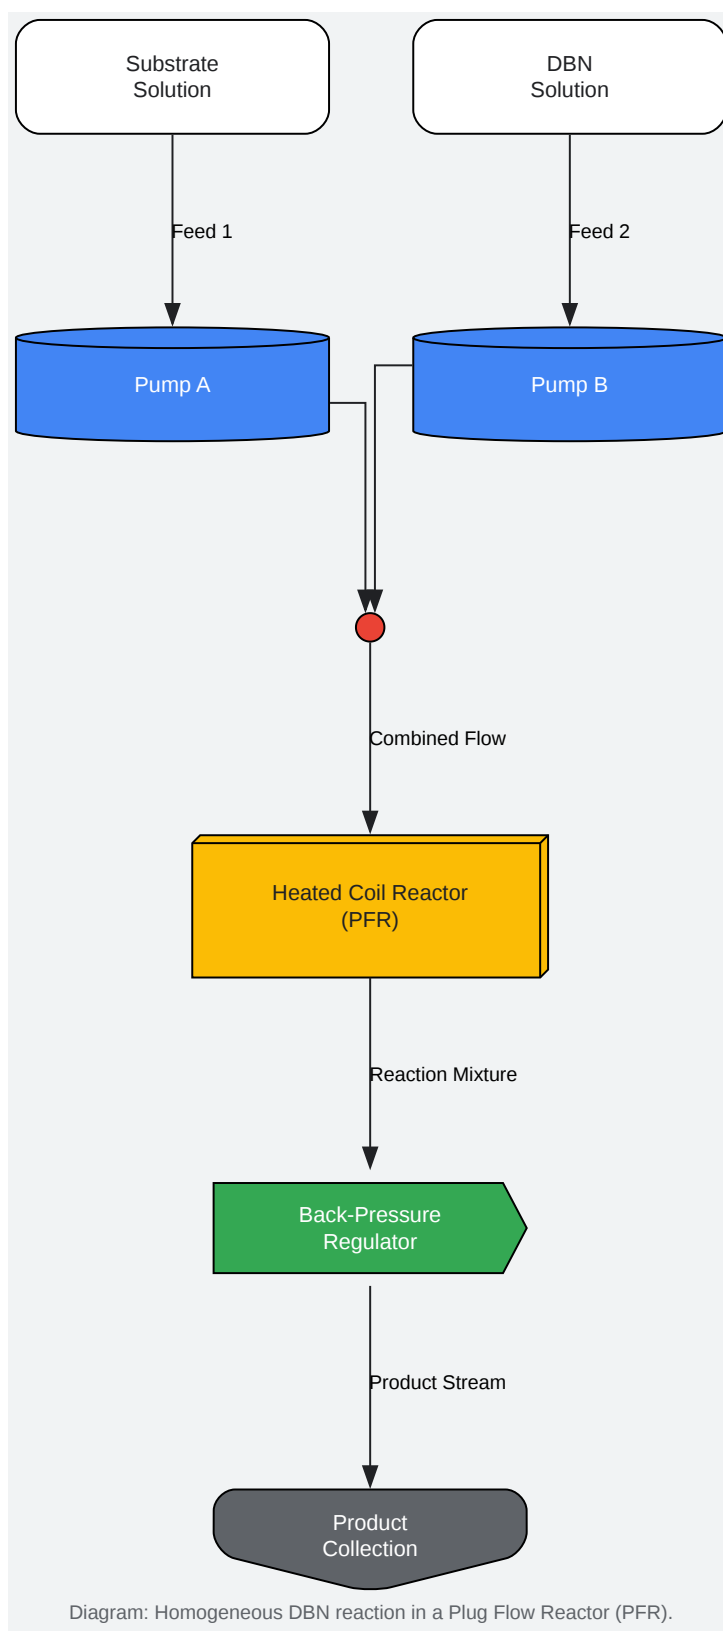 Substrate
Solution
DBN
Solution
Feed 1
Feed 2
Pump A
Pump B
Combined Flow
Heated Coil Reactor
(PFR)
Reaction Mixture
Back-Pressure
Regulator
Product Stream
Product
Collection
Diagram: Homogeneous DBN reaction in a Plug Flow Reactor (PFR).